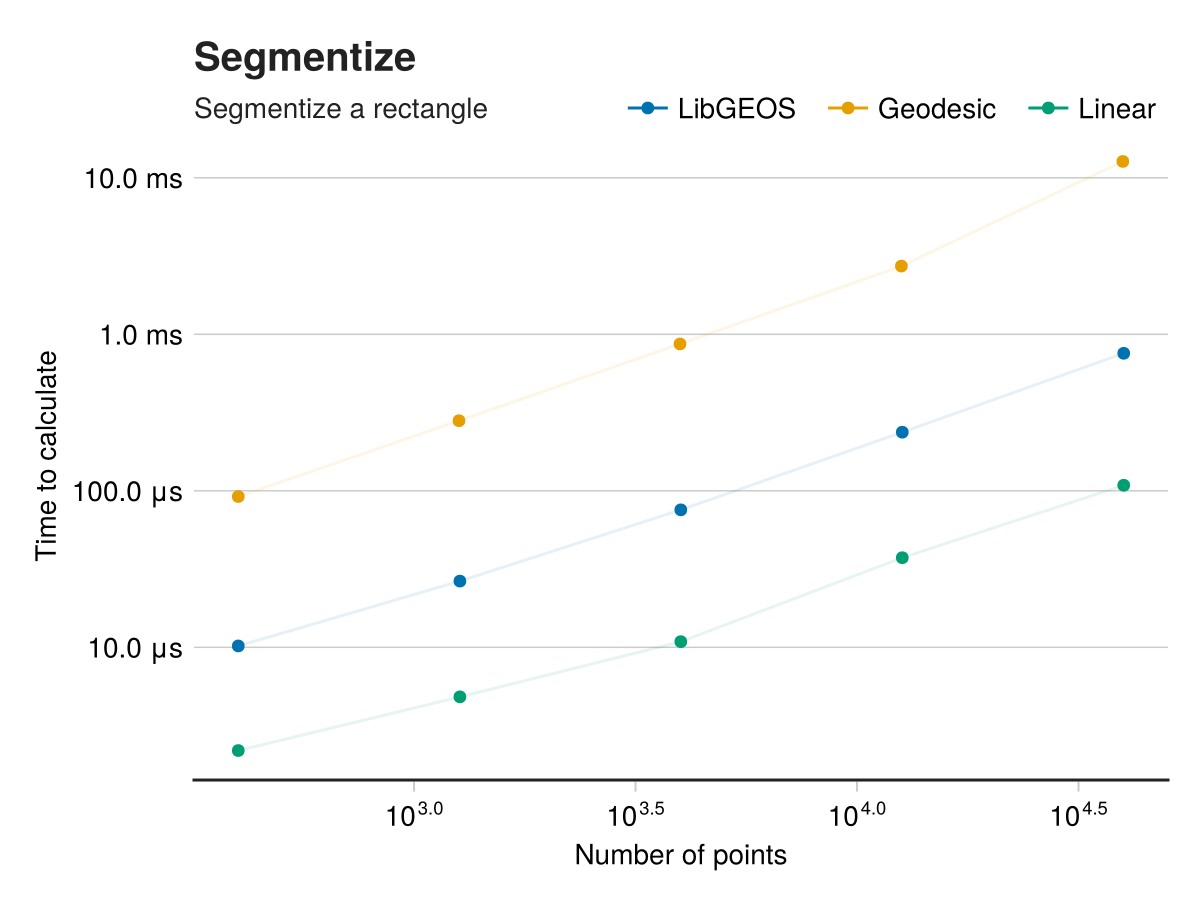 Segmentize
Segmentize a rectangle
LibGEOS Geodesic Linear
Time to calculate
10.0 ms
1.0 ms
100.0 µs
10.0 µs
10^3.0 10^3.5 10^4.0 10^4.5
Number of points